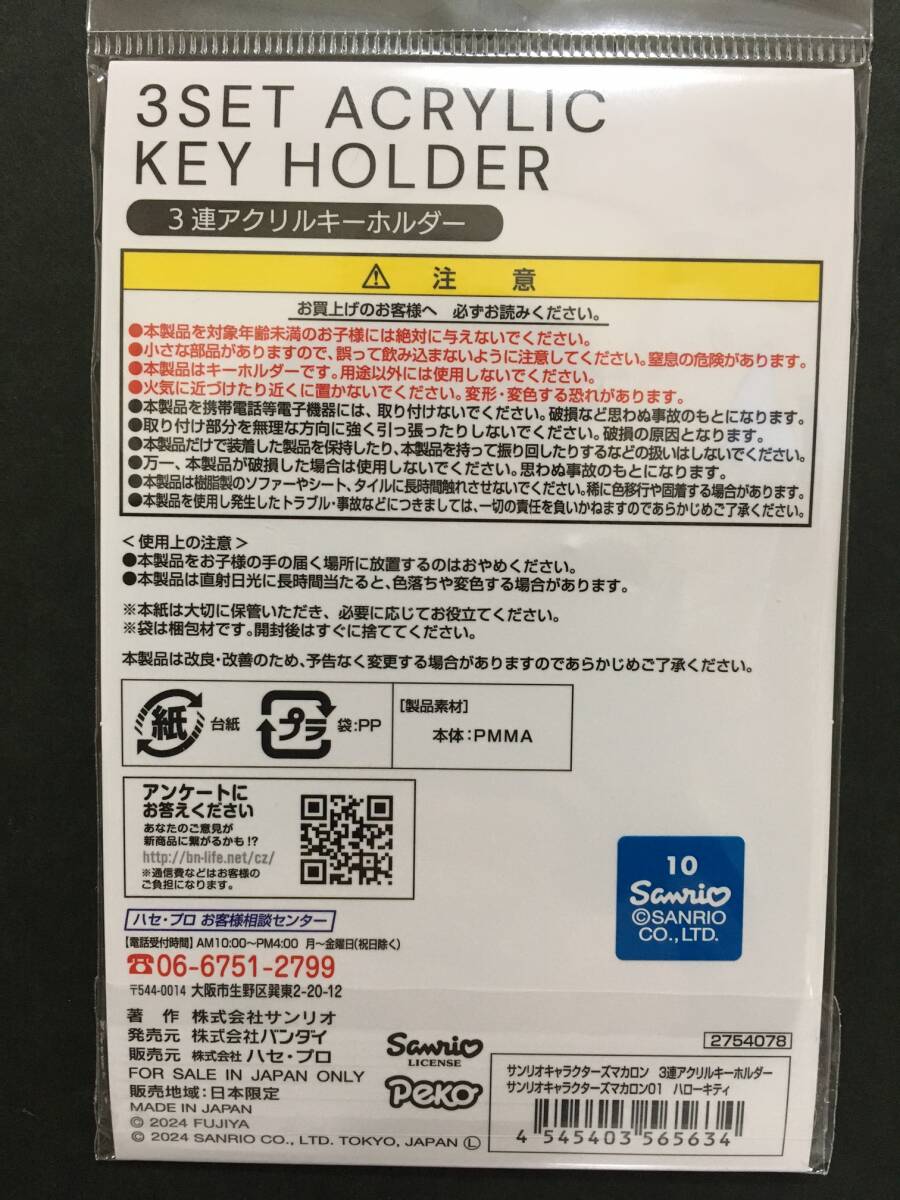 3SET ACRYLIC
KEY HOLDER
3連アクリルキーホルダー
注 意
お買上げのお客様へ 必ずお読みください。
●本製品を対象年齢未満のお子様には絶対に与えないでください。
●小さな部品がありますので、誤って飲み込まないように注意してください。窒息の危険があります。
●本製品はキーホルダーです。用途以外には使用しないでください。
●火気に近づけたり近くに置かないでください。変形・変色する恐れがあります。
●本製品を携帯電話等電子機器には、取り付けないでください。破損など思わぬ事故のもとになります。
●取り付け部分を無理な方向に強く引っ張ったりしないでください。破損の原因となります。
●本製品だけで装着した製品を保持したり、本製品を持って振り回したりするなどの扱いはしないでください。
●万一、本製品が破損した場合は使用しないでください。思わぬ事故のもとになります。
●本製品は樹脂製のソファーやシート、タイルに長時間触れさせないでください。稀に色移行や固着する場合があります。
●本製品を使用し発生したトラブル・事故などにつきましては、一切の責任を負いかねますのであらかじめご了承ください。
<使用上の注意>
●本製品をお子様の手の届く場所に放置するのはおやめください。
●本製品は直射日光に長時間当たると、色落ちや変色する場合があります。
※本紙は大切に保管いただき、必要に応じてお役立てください。
※袋は梱包材です。開封後はすぐに捨ててください。
本製品は改良・改善のため、予告なく変更する場合がありますのであらかじめご了承ください。
紙 台紙 プラ 袋:PP
[製品素材]
本体:PMMA
アンケートに
お答えください
あなたのご意見が
新商品に繋がるかも!?
http://bn-life.net/cz/
※通信費などはお客様の
ご負担になります。
10
Sanrio
©SANRIO
CO.,LTD.
ハセ・プロ お客様相談センター
【電話受付時間】AM10:00〜PM4:00 月〜金曜日(祝日除く)
☎06-6751-2799
〒544-0014 大阪市生野区巽東2-20-12
著 作 株式会社サンリオ
発売元 株式会社バンダイ
販売元 株式会社ハセ・プロ
FOR SALE IN JAPAN ONLY
販売地域:日本限定
MADE IN JAPAN
© 2024 FUJIYA
© 2024 SANRIO CO., LTD. TOKYO, JAPAN Ⓛ
Sanrio
LICENSE
PeKo
2754078
サンリオキャラクターズマカロン 3連アクリルキーホルダー
サンリオキャラクターズマカロン01 ハローキティ
4 545403 565634